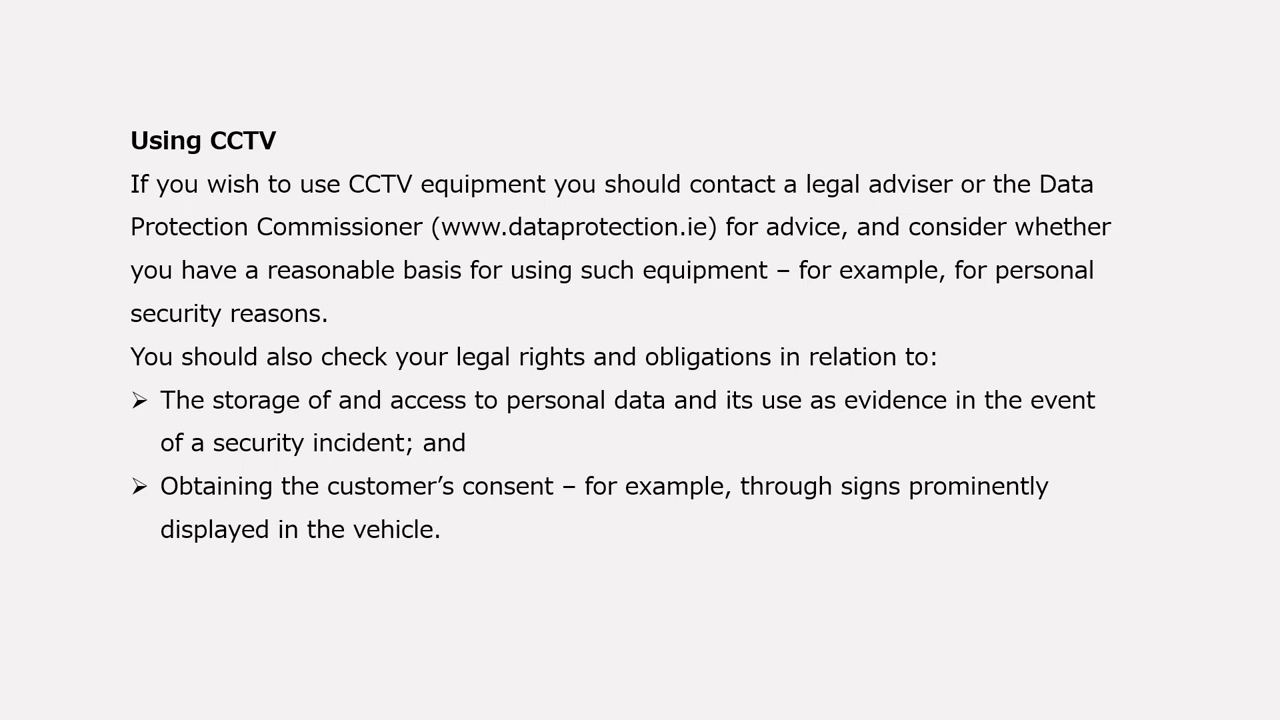 Using CCTV
If you wish to use CCTV equipment you should contact a legal adviser or the Data
Protection Commissioner (www.dataprotection.ie) for advice, and consider whether
you have a reasonable basis for using such equipment – for example, for personal
security reasons.
You should also check your legal rights and obligations in relation to:
➢ The storage of and access to personal data and its use as evidence in the event
of a security incident; and
➢ Obtaining the customer’s consent – for example, through signs prominently
displayed in the vehicle.